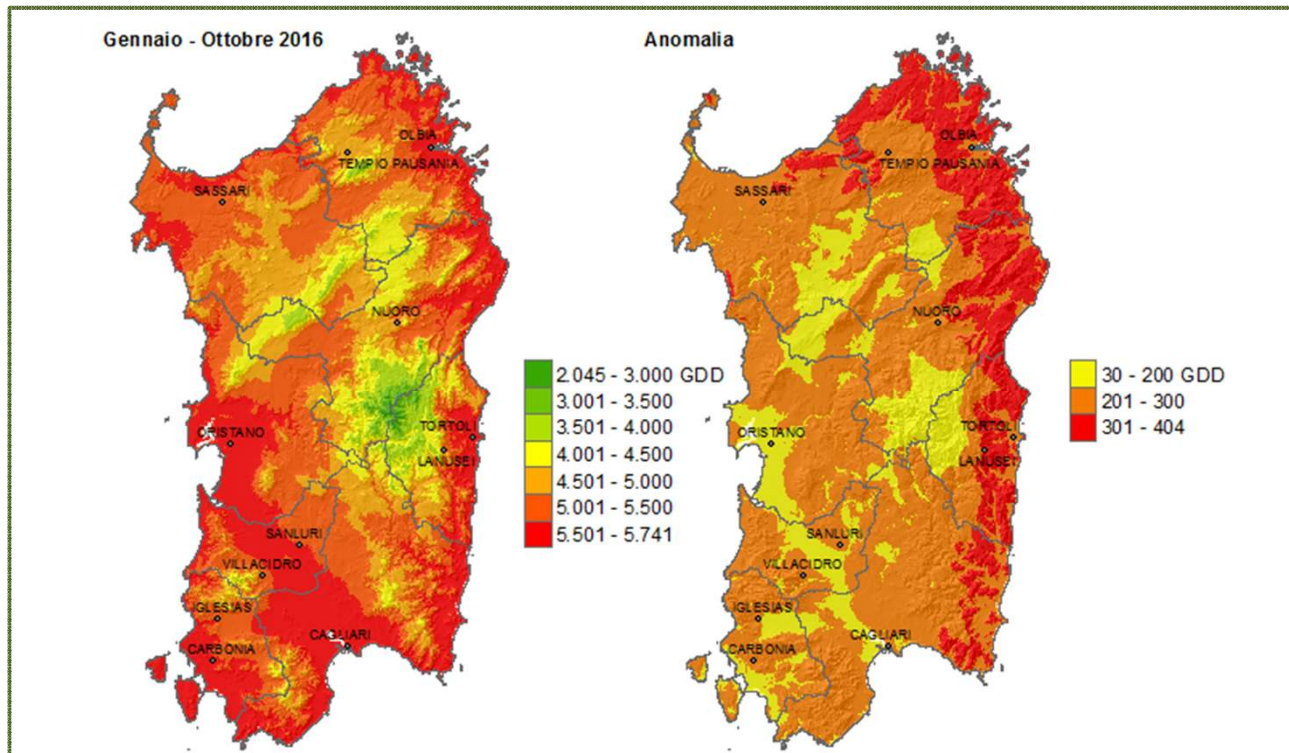 Gennaio - Ottobre 2016
OLBIA
TEMPIO PAUSANIA
SASSARI
NUORO
ORISTANO
TORTOLI
LANUSEI
SANLURI
VILLACIDRO
IGLESIAS
CAGLIARI
CARBONIA
2.045 - 3.000 GDD
3.001 - 3.500
3.501 - 4.000
4.001 - 4.500
4.501 - 5.000
5.001 - 5.500
5.501 - 5.741
Anomalia
OLBIA
TEMPIO PAUSANIA
SASSARI
NUORO
ORISTANO
TORTOLI
LANUSEI
SANLURI
VILLACIDRO
IGLESIAS
CAGLIARI
CARBONIA
30 - 200 GDD
201 - 300
301 - 404